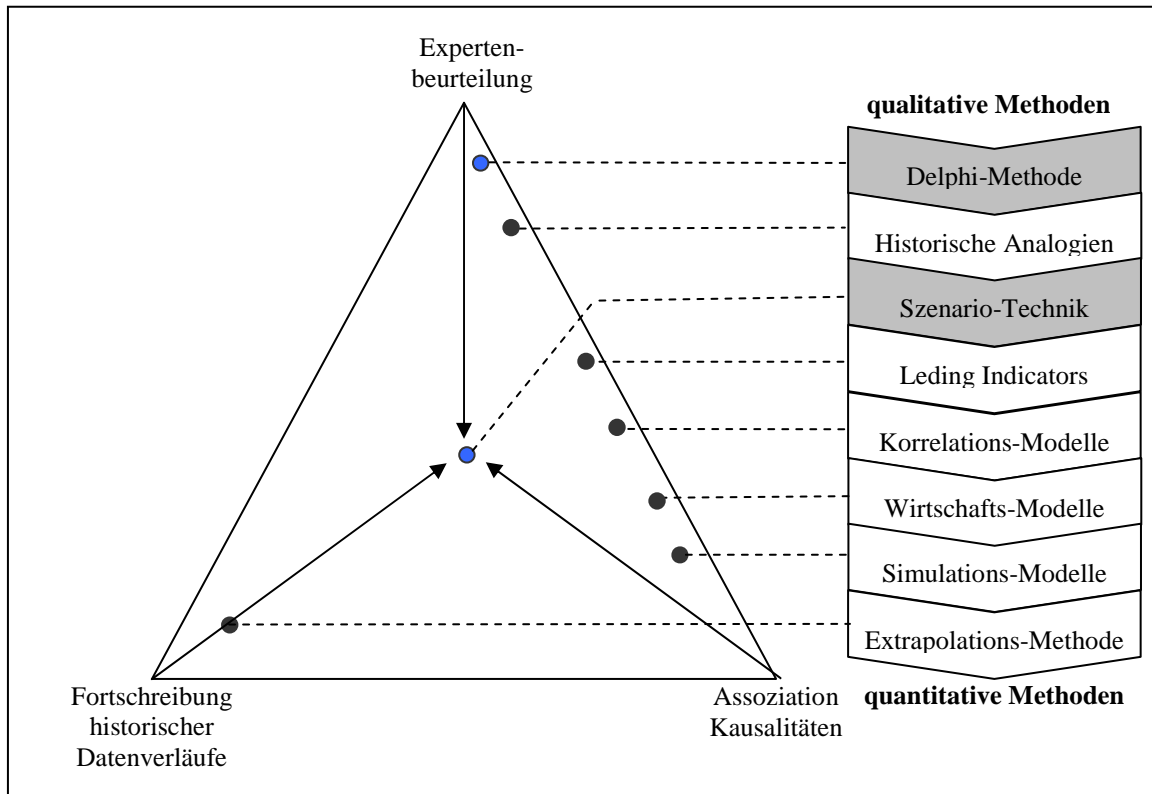 Experten-
beurteilung
qualitative Methoden
Delphi-Methode
Historische Analogien
Szenario-Technik
Leding Indicators
Korrelations-Modelle
Wirtschafts-Modelle
Simulations-Modelle
Extrapolations-Methode
quantitative Methoden
Fortschreibung
historischer
Datenverläufe
Assoziation
Kausalitäten